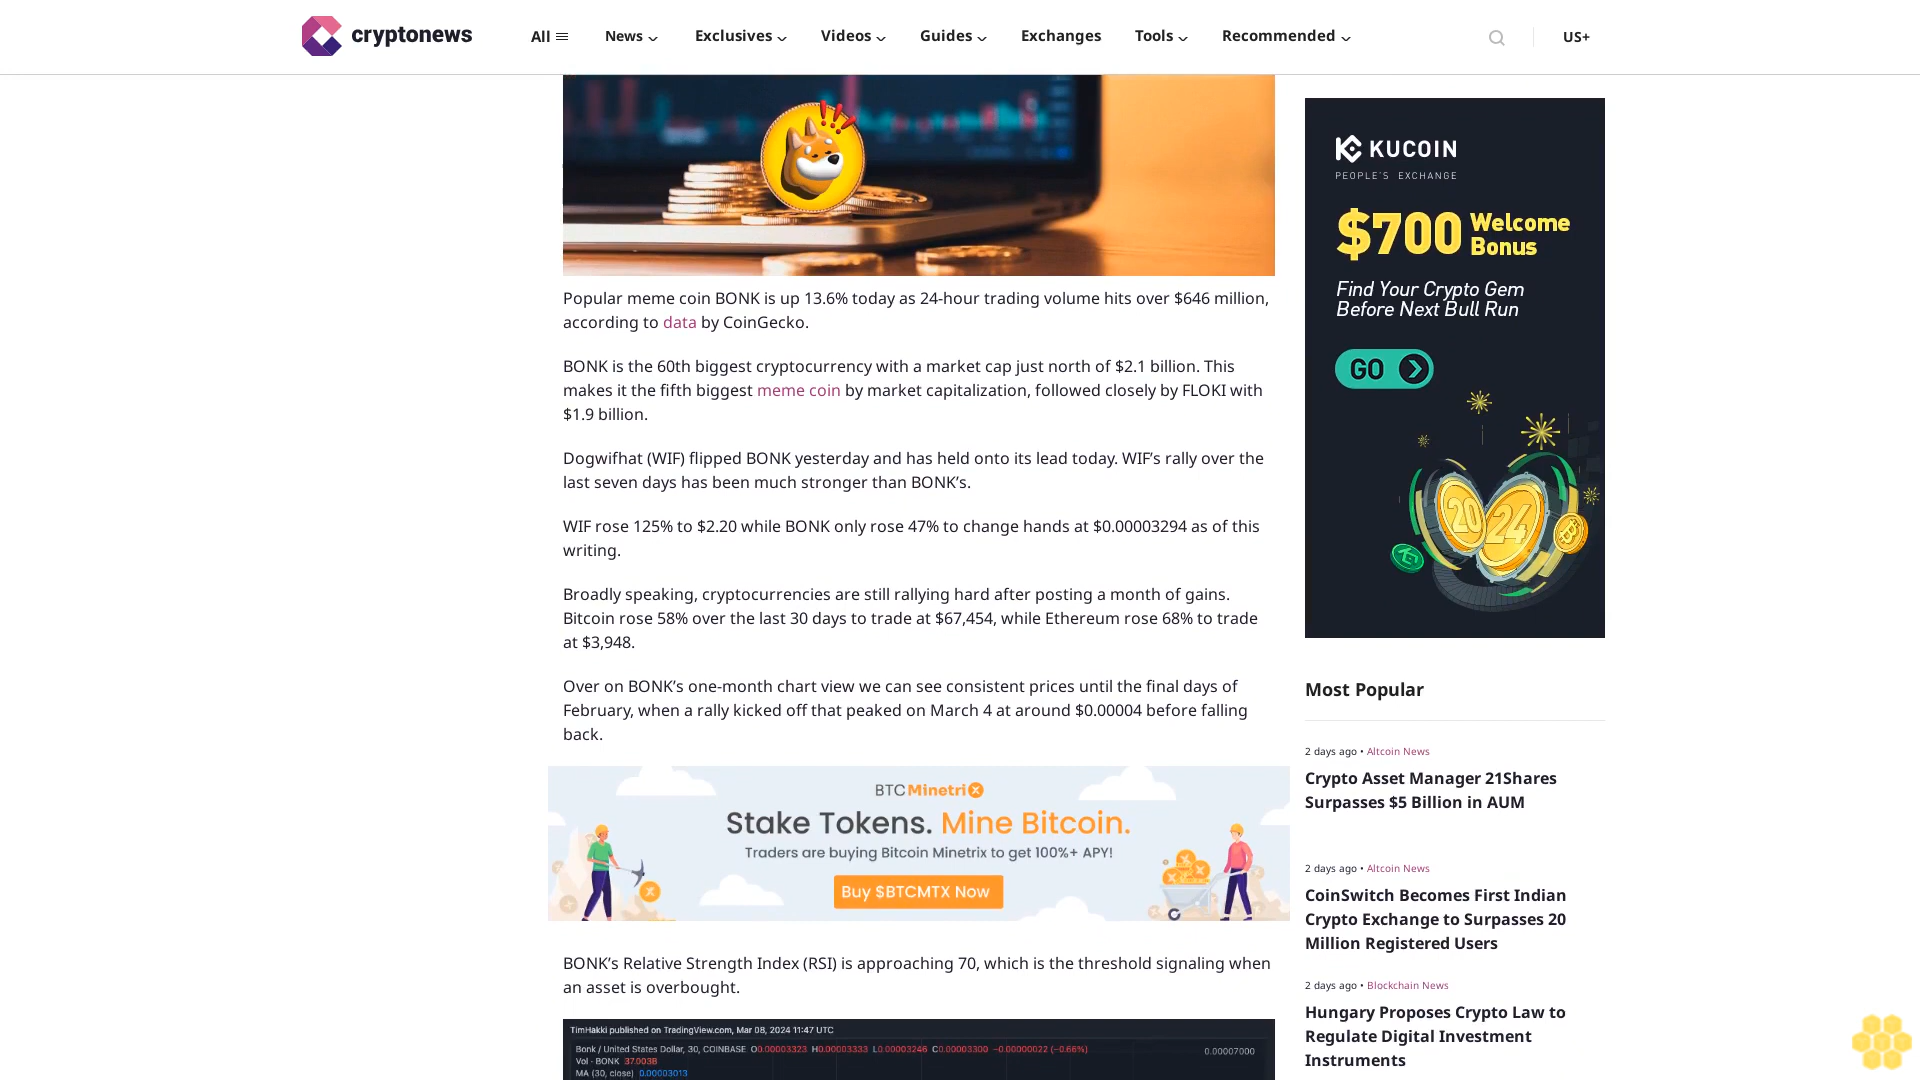 cryptonews
All
News
Exclusives
Videos
Guides
Exchanges
Tools
Recommended
US+
Popular meme coin BONK is up 13.6% today as 24-hour trading volume hits over $646 million,
according to data by CoinGecko.
BONK is the 60th biggest cryptocurrency with a market cap just north of $2.1 billion. This
makes it the fifth biggest meme coin by market capitalization, followed closely by FLOKI with
$1.9 billion.
Dogwifhat (WIF) flipped BONK yesterday and has held onto its lead today. WIF’s rally over the
last seven days has been much stronger than BONK’s.
WIF rose 125% to $2.20 while BONK only rose 47% to change hands at $0.00003294 as of this
writing.
Broadly speaking, cryptocurrencies are still rallying hard after posting a month of gains.
Bitcoin rose 58% over the last 30 days to trade at $67,454, while Ethereum rose 68% to trade
at $3,948.
Over on BONK’s one-month chart view we can see consistent prices until the final days of
February, when a rally kicked off that peaked on March 4 at around $0.00004 before falling
back.
BTC Minetrix
Stake Tokens. Mine Bitcoin.
Traders are buying Bitcoin Minetrix to get 100%+ APY!
Buy $BTCMTX Now
BONK’s Relative Strength Index (RSI) is approaching 70, which is the threshold signaling when
an asset is overbought.
TimHakki published on TradingView.com, Mar 08, 2024 11:47 UTC
Bonk / United States Dollar, 30, COINBASE O0.00003323 H0.00003333 L0.00003246 C0.00003300 −0.00000022 (−0.66%)
0.00007000
Vol · BONK 37.003B
MA (30, close) 0.00003013
KUCOIN
PEOPLE'S EXCHANGE
$700 Welcome
Bonus
Find Your Crypto Gem
Before Next Bull Run
GO
20 24
Most Popular
2 days ago • Altcoin News
Crypto Asset Manager 21Shares
Surpasses $5 Billion in AUM
2 days ago • Altcoin News
CoinSwitch Becomes First Indian
Crypto Exchange to Surpasses 20
Million Registered Users
2 days ago • Blockchain News
Hungary Proposes Crypto Law to
Regulate Digital Investment
Instruments